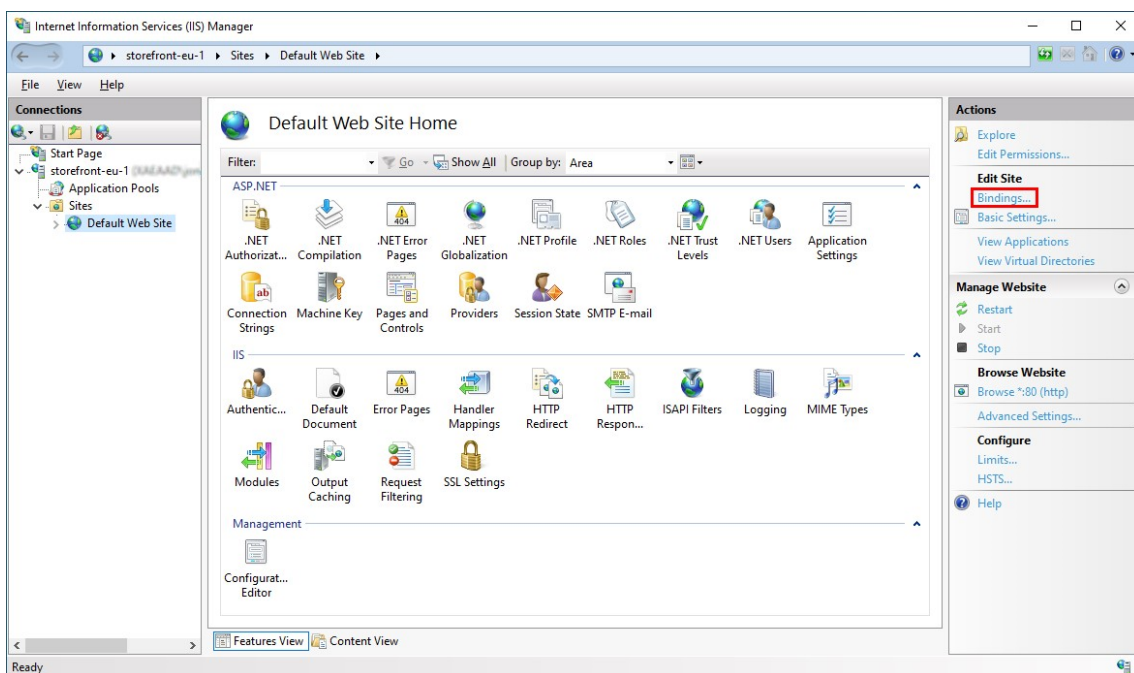 Internet Information Services (IIS) Manager
storefront-eu-1 Sites Default Web Site
File View Help
Connections
Start Page
storefront-eu-1
Application Pools
Sites
Default Web Site
Default Web Site Home
Filter: Go Show All Group by: Area
ASP.NET
.NET Authorizat...
.NET Compilation
.NET Error Pages
.NET Globalization
.NET Profile
.NET Roles
.NET Trust Levels
.NET Users
Application Settings
Connection Strings
Machine Key
Pages and Controls
Providers
Session State
SMTP E-mail
IIS
Authentic...
Default Document
Error Pages
Handler Mappings
HTTP Redirect
HTTP Respon...
ISAPI Filters
Logging
MIME Types
Modules
Output Caching
Request Filtering
SSL Settings
Management
Configurat... Editor
Features View Content View
Actions
Explore
Edit Permissions...
Edit Site
Bindings...
Basic Settings...
View Applications
View Virtual Directories
Manage Website
Restart
Start
Stop
Browse Website
Browse *:80 (http)
Advanced Settings...
Configure
Limits...
HSTS...
Help
Ready